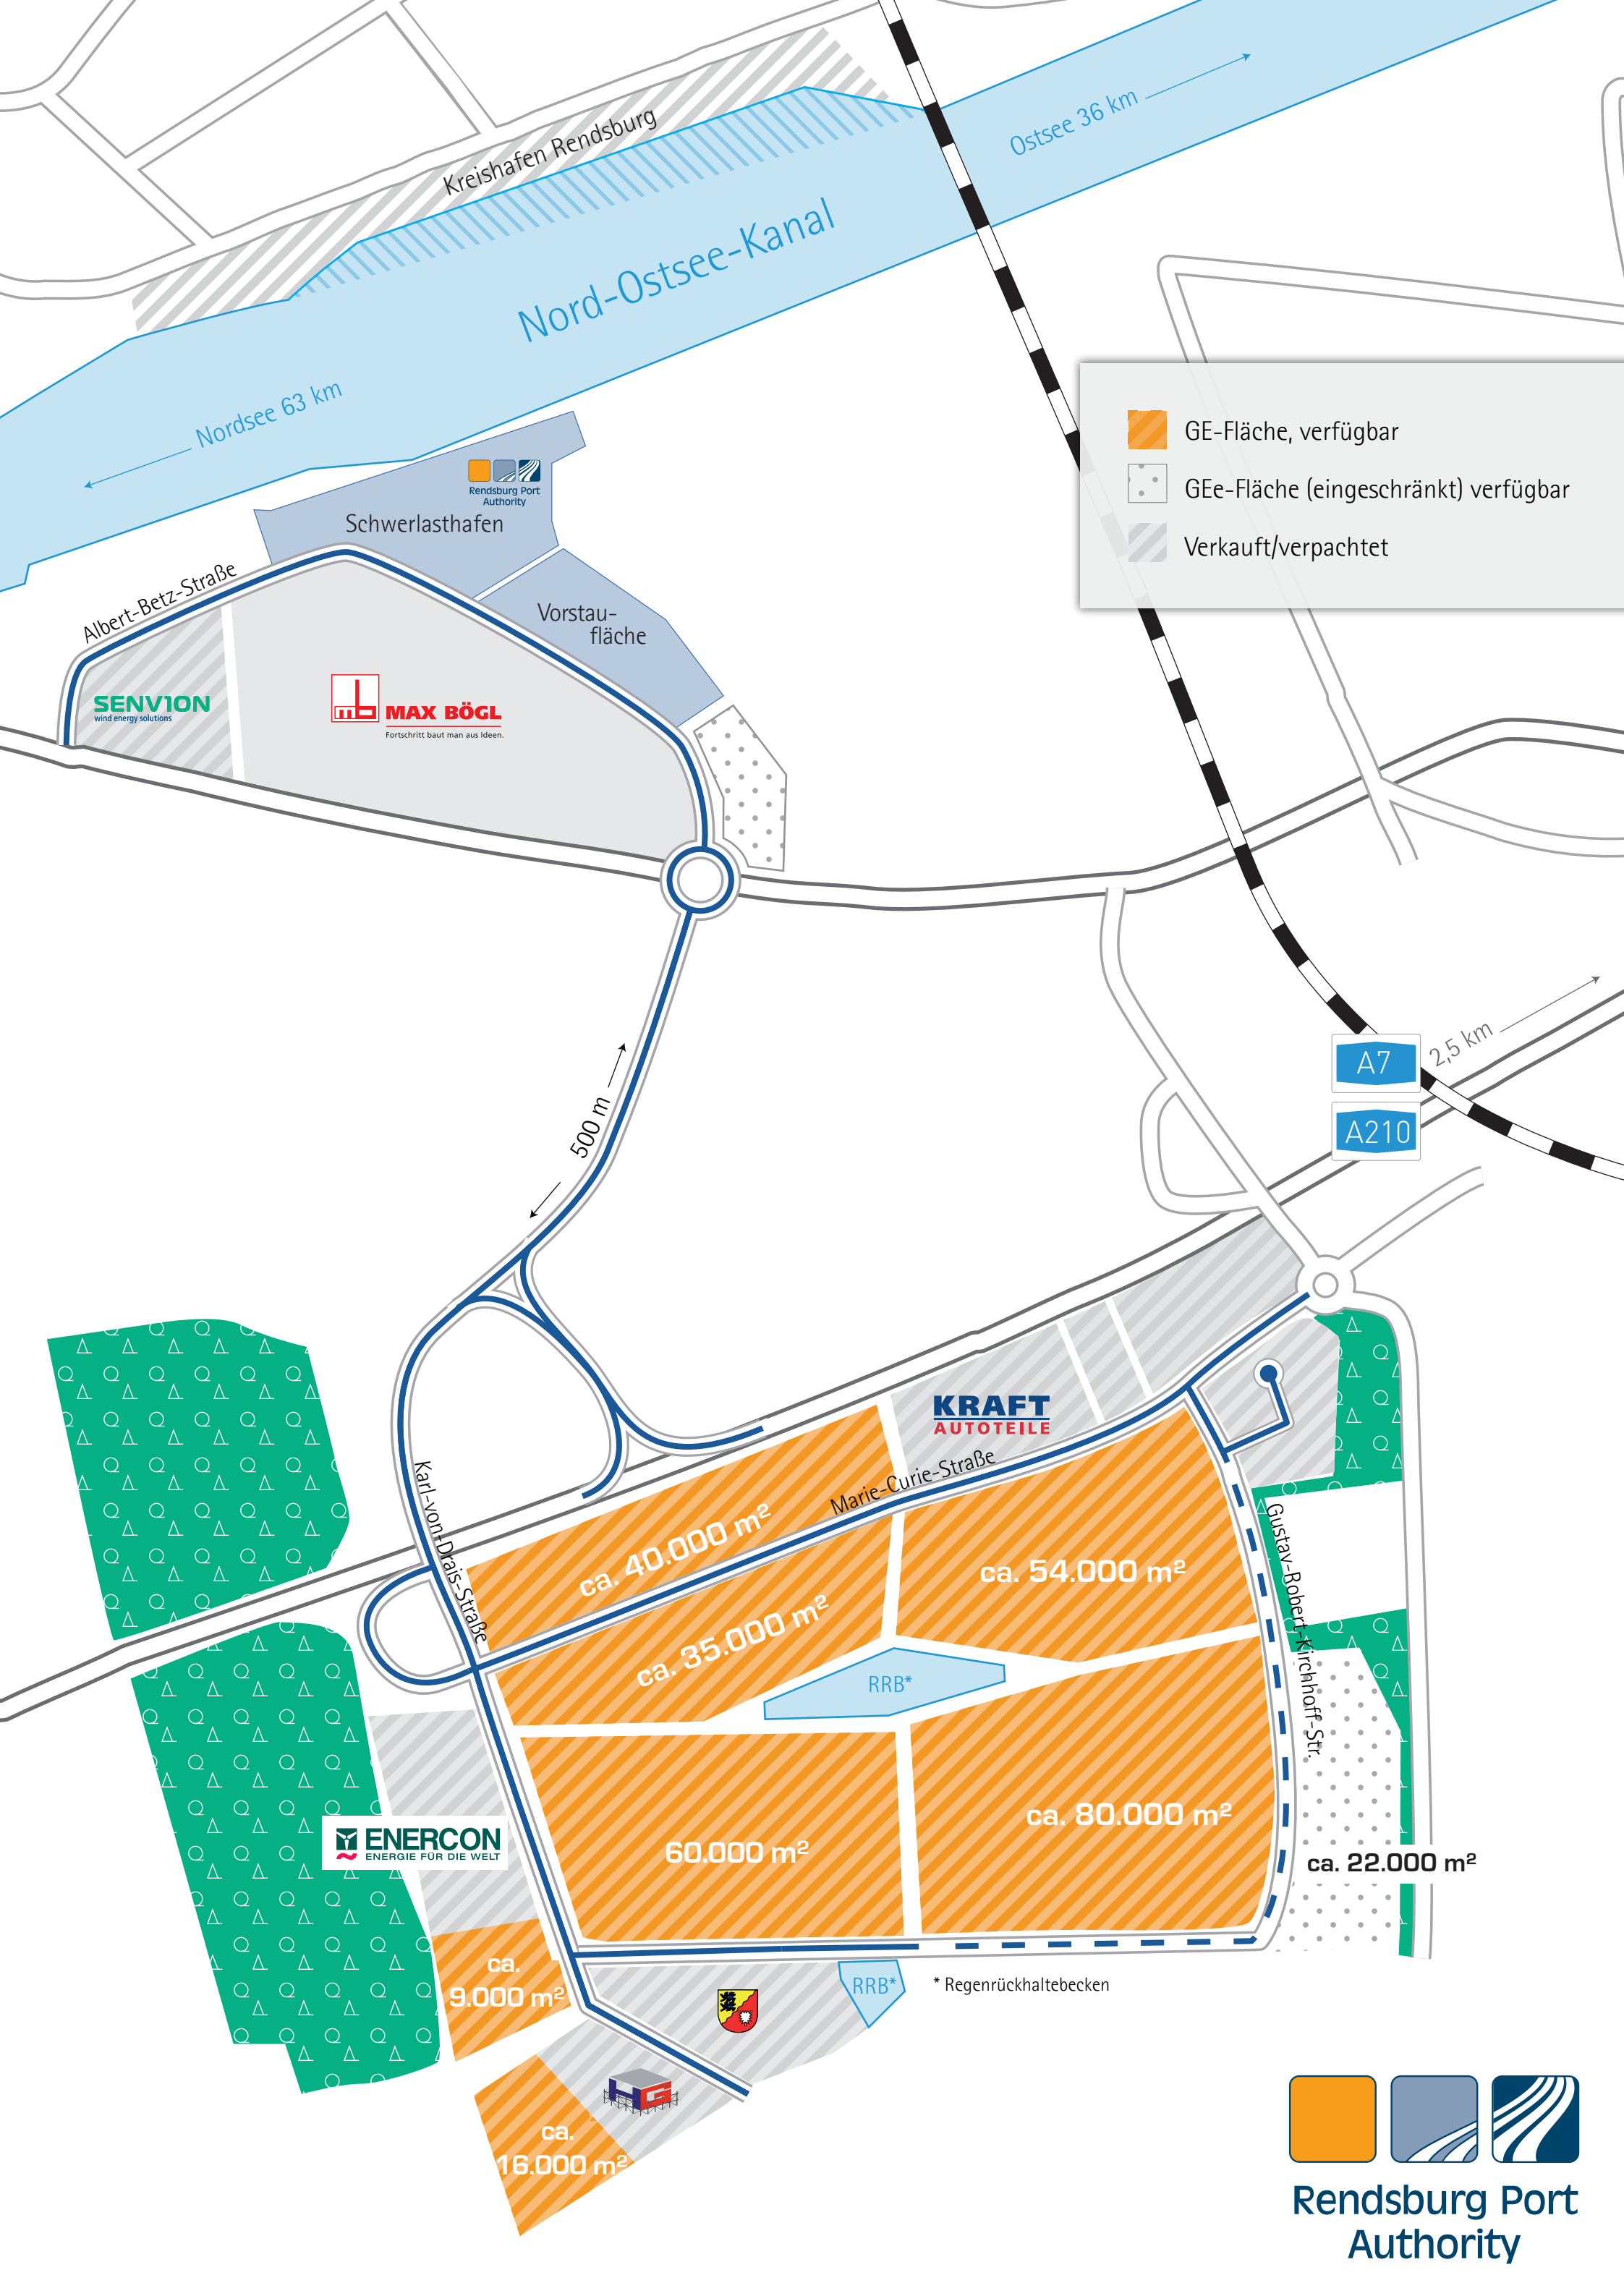 Kreishafen Rendsburg
Ostsee 36 km
Nord-Ostsee-Kanal
Nordsee 63 km
GE-Fläche, verfügbar
GEe-Fläche (eingeschränkt) verfügbar
Verkauft/verpachtet
Rendsburg Port
Authority
Schwerlasthafen
Albert-Betz-Straße
Vorstau-
fläche
SENVION
wind energy solutions
mb
MAX BÖGL
Fortschritt baut man aus Ideen.
500 m
A7
2,5 km
A210
KRAFT
AUTOTEILE
Marie-Curie-Straße
Karl-von-Drais-Straße
Gustav-Robert-Kirchhoff-Str.
ca. 40.000 m²
ca. 35.000 m²
ca. 54.000 m²
RRB*
60.000 m²
ca. 80.000 m²
ca. 22.000 m²
ENERCON
ENERGIE FÜR DIE WELT
ca.
9.000 m²
RRB*
* Regenrückhaltebecken
HG
ca.
16.000 m²
Rendsburg Port
Authority